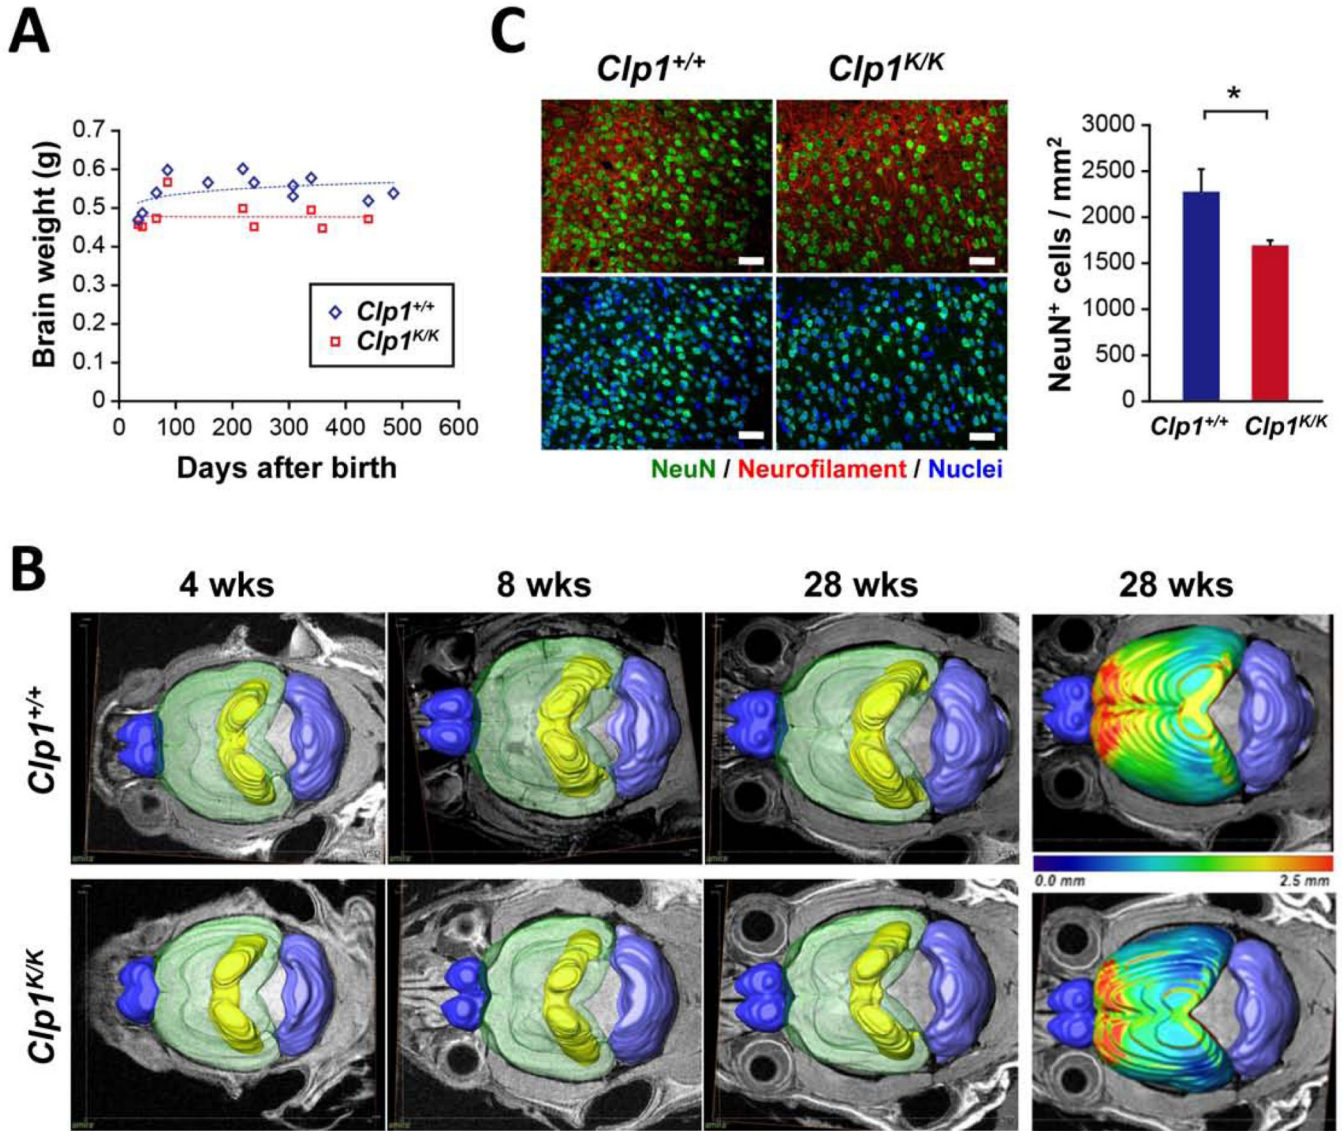 A
0.7
0.6
0.5
0.4
0.3
0.2
0.1
0
Brain weight (g)
0 100 200 300 400 500 600
Days after birth
Clp1+/+
Clp1K/K
C
Clp1+/+ Clp1K/K
NeuN / Neurofilament / Nuclei
*
3000
2500
2000
1500
1000
500
0
NeuN+ cells / mm2
Clp1+/+ Clp1K/K
B
4 wks 8 wks 28 wks 28 wks
Clp1+/+
0.0 mm 2.5 mm
Clp1K/K